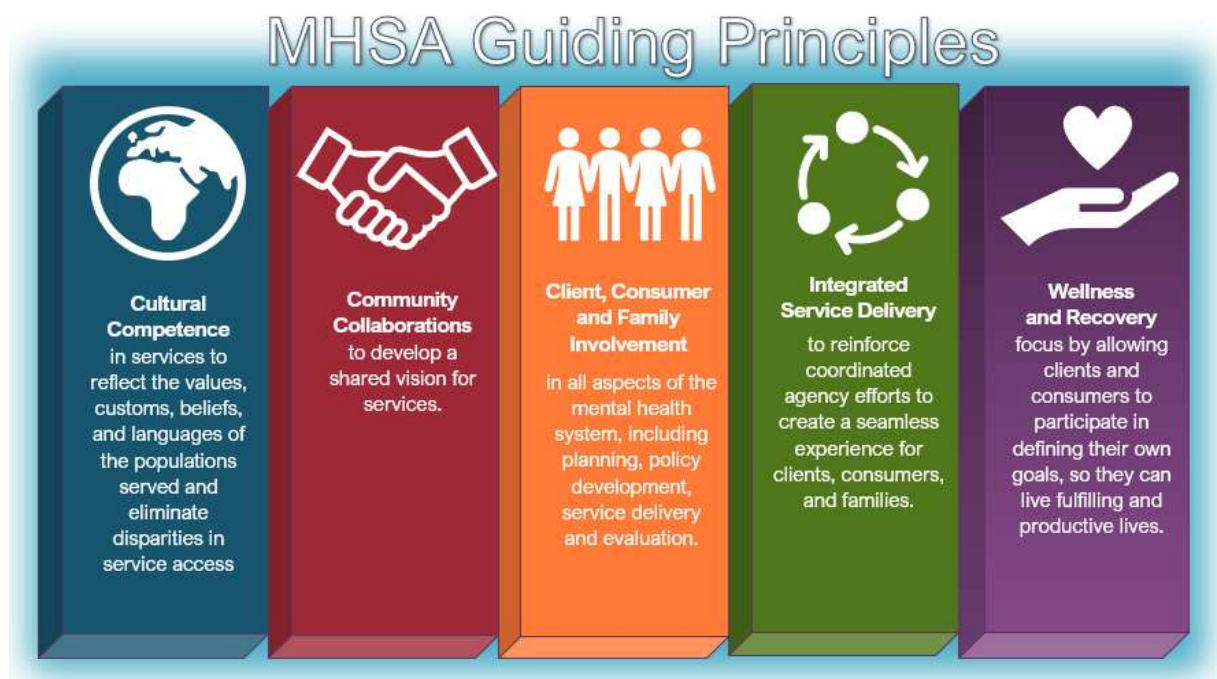 MHSA Guiding Principles
Cultural
Competence
in services to
reflect the values,
customs, beliefs,
and languages of
the populations
served and
eliminate
disparities in
service access
Community
Collaborations
to develop a
shared vision for
services.
Client, Consumer
and Family
Involvement
in all aspects of the
mental health
system, including
planning, policy
development,
service delivery
and evaluation.
Integrated
Service Delivery
to reinforce
coordinated
agency efforts to
create a seamless
experience for
clients, consumers,
and families.
Wellness
and Recovery
focus by allowing
clients and
consumers to
participate in
defining their own
goals, so they can
live fulfilling and
productive lives.